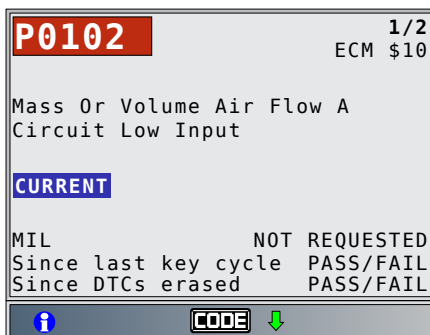 P0102 1/2
ECM $10
Mass Or Volume Air Flow A
Circuit Low Input
CURRENT
MIL NOT REQUESTED
Since last key cycle PASS/FAIL
Since DTCs erased PASS/FAIL
i CODE